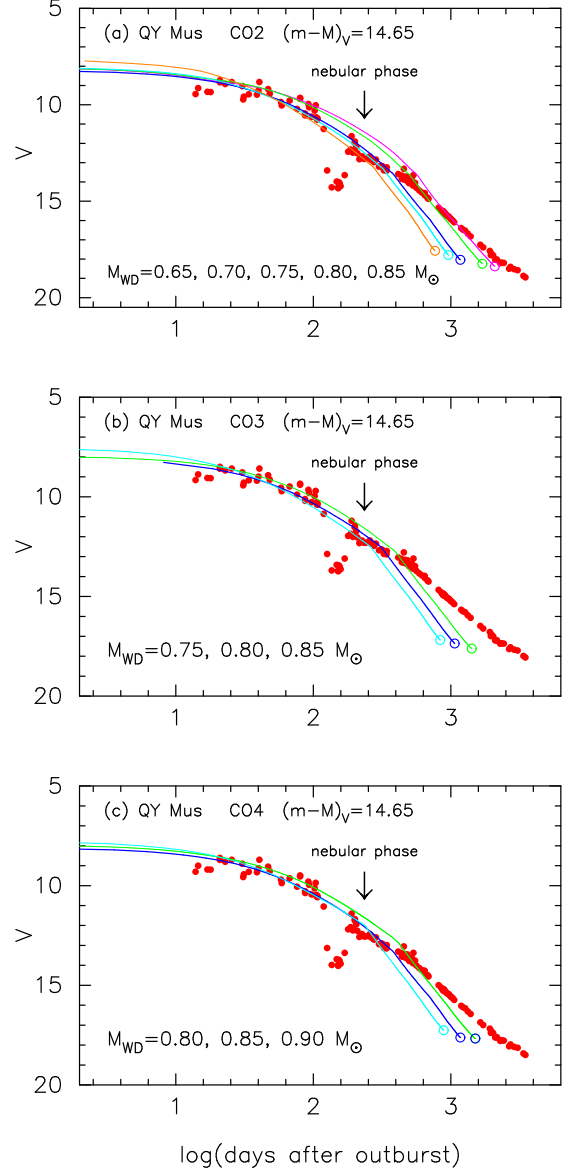 5
(a) QY Mus CO2 (m−M)V=14.65
nebular phase
10
V
15
MWD=0.65, 0.70, 0.75, 0.80, 0.85 M⊙
20
1 2 3
5
(b) QY Mus CO3 (m−M)V=14.65
nebular phase
10
V
15
MWD=0.75, 0.80, 0.85 M⊙
20
1 2 3
5
(c) QY Mus CO4 (m−M)V=14.65
nebular phase
10
V
15
MWD=0.80, 0.85, 0.90 M⊙
20
1 2 3
log(days after outburst)